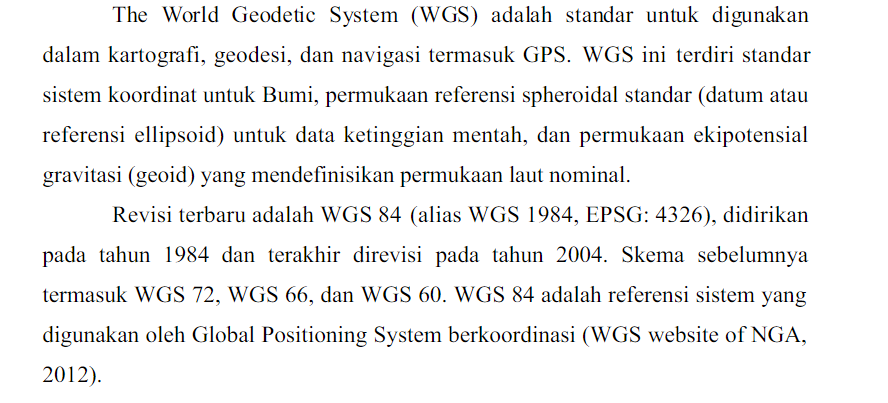 The World Geodetic System (WGS) adalah standar untuk digunakan
dalam kartografi, geodesi, dan navigasi termasuk GPS. WGS ini terdiri standar
sistem koordinat untuk Bumi, permukaan referensi spheroidal standar (datum atau
referensi ellipsoid) untuk data ketinggian mentah, dan permukaan ekipotensial
gravitasi (geoid) yang mendefinisikan permukaan laut nominal.
Revisi terbaru adalah WGS 84 (alias WGS 1984, EPSG: 4326), didirikan
pada tahun 1984 dan terakhir direvisi pada tahun 2004. Skema sebelumnya
termasuk WGS 72, WGS 66, dan WGS 60. WGS 84 adalah referensi sistem yang
digunakan oleh Global Positioning System berkoordinasi (WGS website of NGA,
2012).